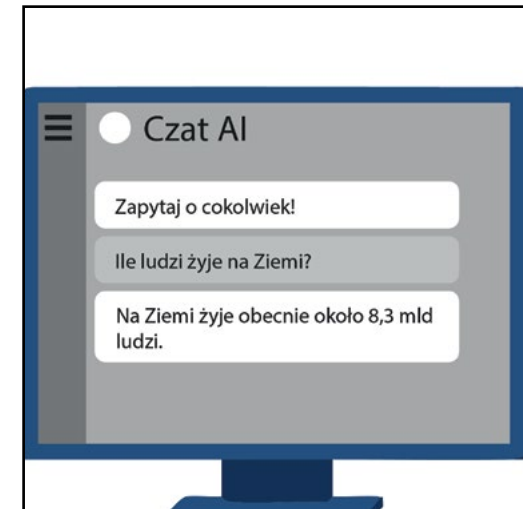 Czat AI
Zapytaj o cokolwiek!
Ile ludzi żyje na Ziemi?
Na Ziemi żyje obecnie około 8,3 mld
ludzi.